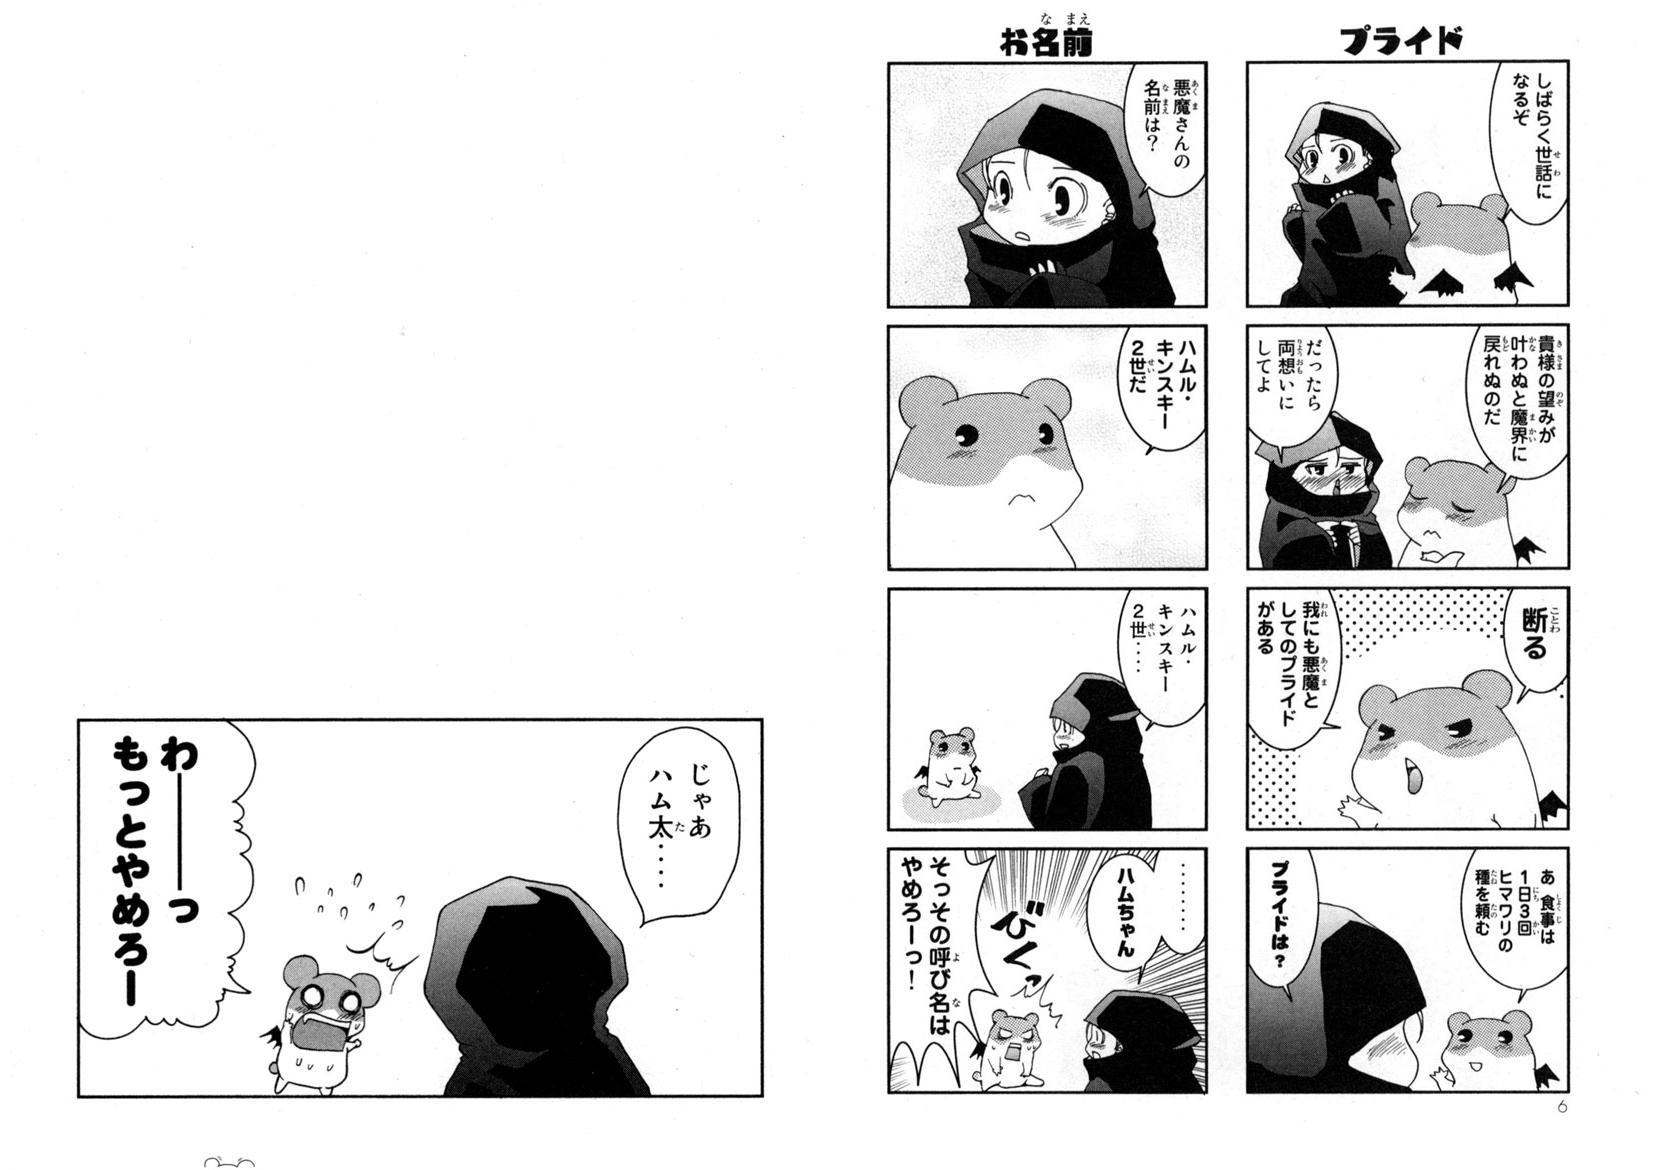 プライド
しばらく世話に
なるぞ
貴様の望みが
叶わぬと魔界に
戻れぬのだ
だったら
両想いに
してよ
断る
我にも悪魔と
してのプライド
がある
あ 食事は
1日3回
ヒマワリの
種を頼む
プライドは？
お名前
悪魔さんの
名前は？
ハムル・
キンスキー
2世だ
ハムル・
キンスキー
2世‥‥
‥‥‥‥
ハムちゃん
びくっ
そっその呼び名は
やめろーっ！
6
じゃあ
ハム太‥‥
わーーーっ
もっとやめろー